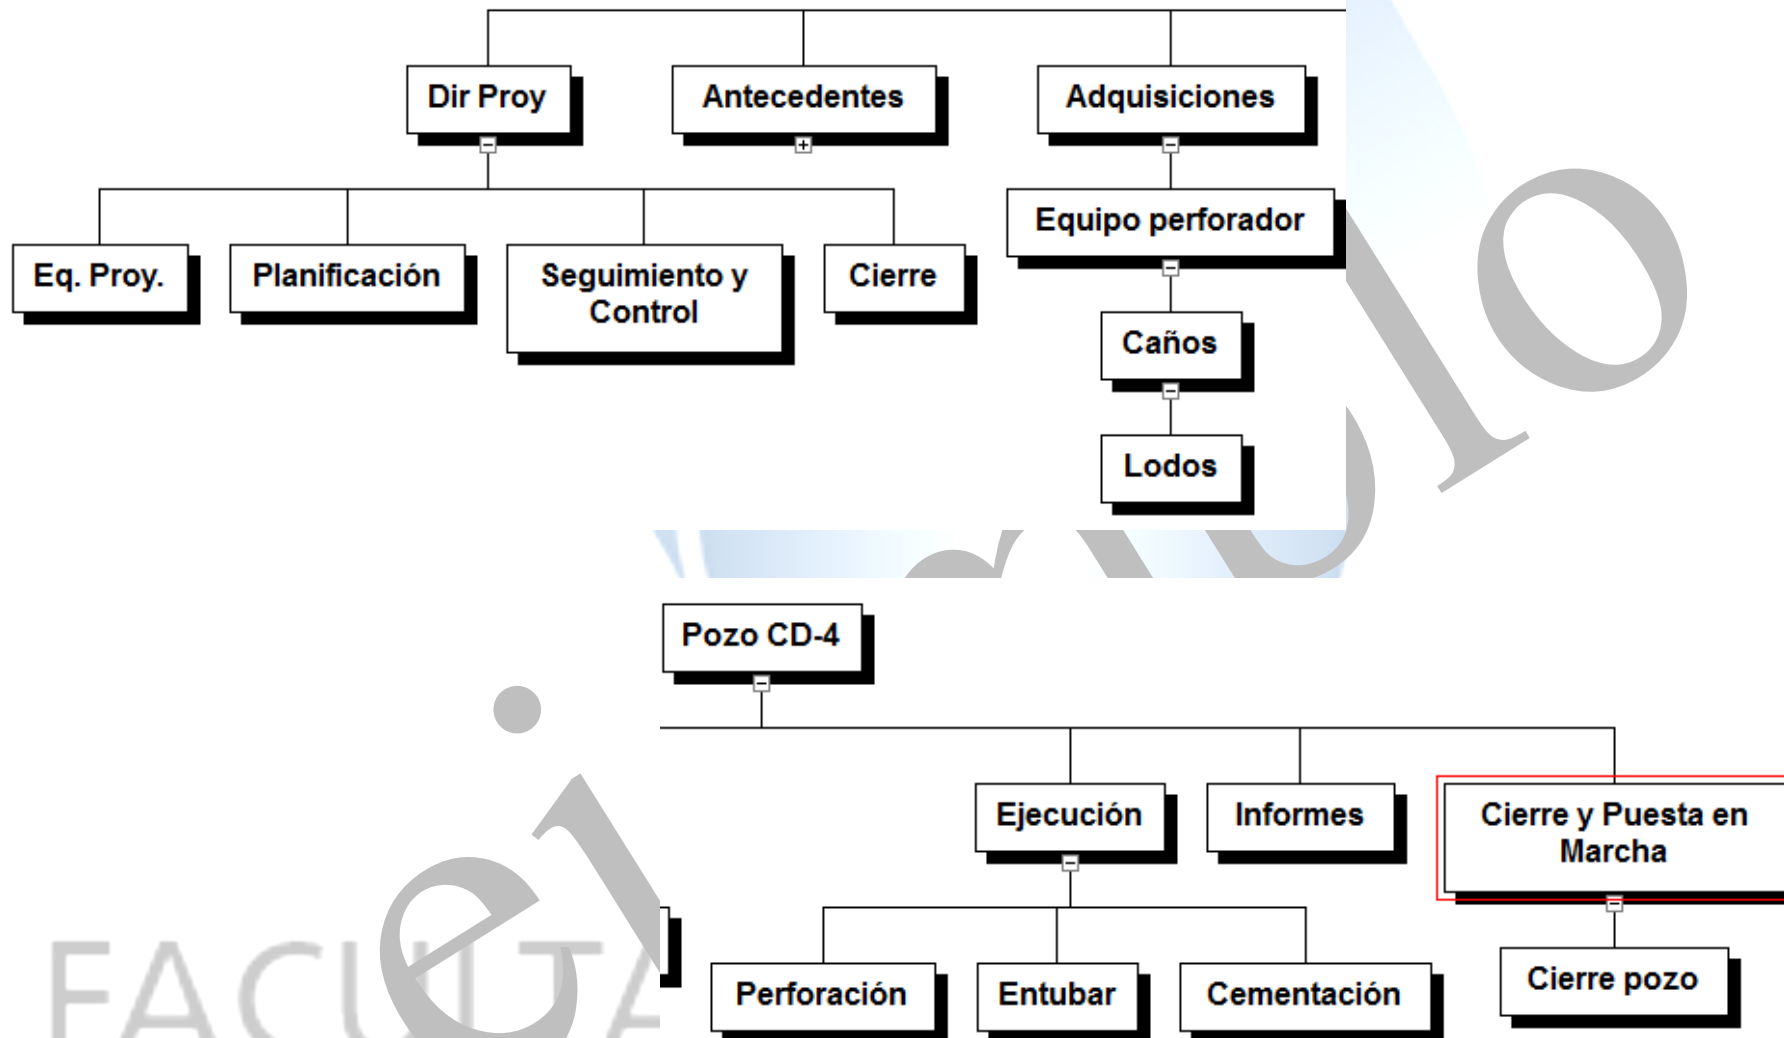 Dir Proy
Antecedentes
Adquisiciones
Equipo perforador
Eq. Proy.
Planificación
Seguimiento y
Control
Cierre
Caños
Lodos
Pozo CD-4
Ejecución
Informes
Cierre y Puesta en
Marcha
Perforación
Entubar
Cementación
Cierre pozo